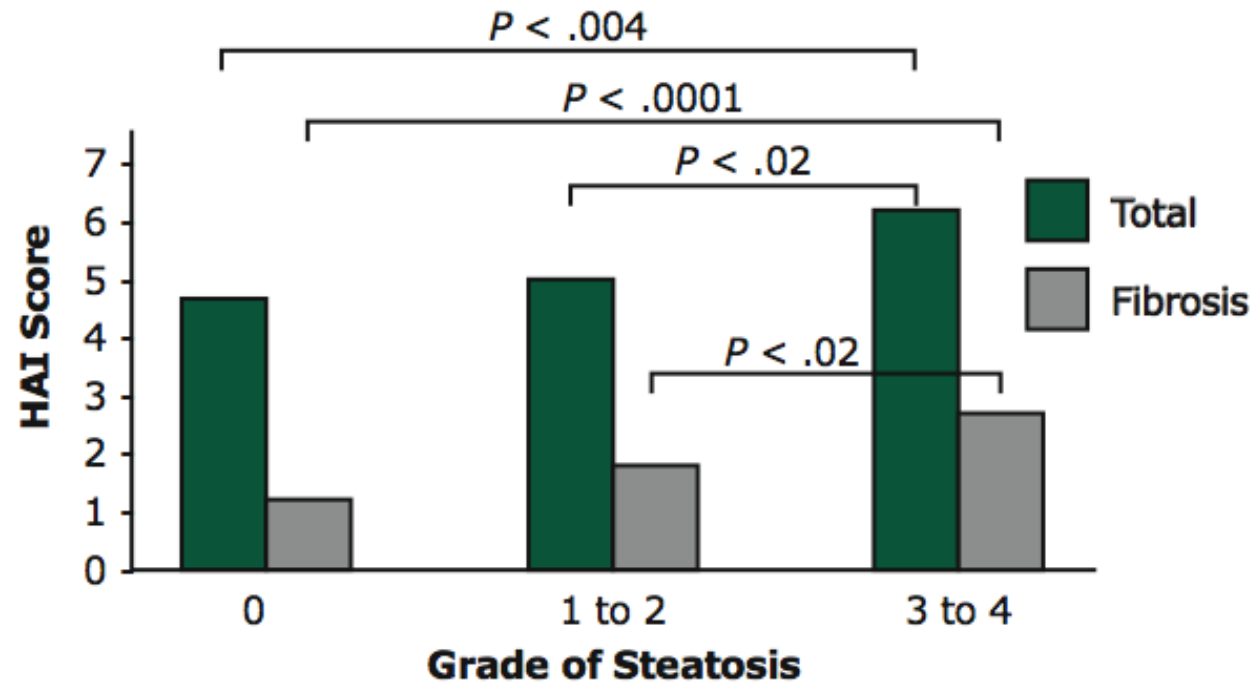 P < .004
P < .0001
P < .02
P < .02
HAI Score
7
6
5
4
3
2
1
0
0
1 to 2
3 to 4
Grade of Steatosis
Total
Fibrosis